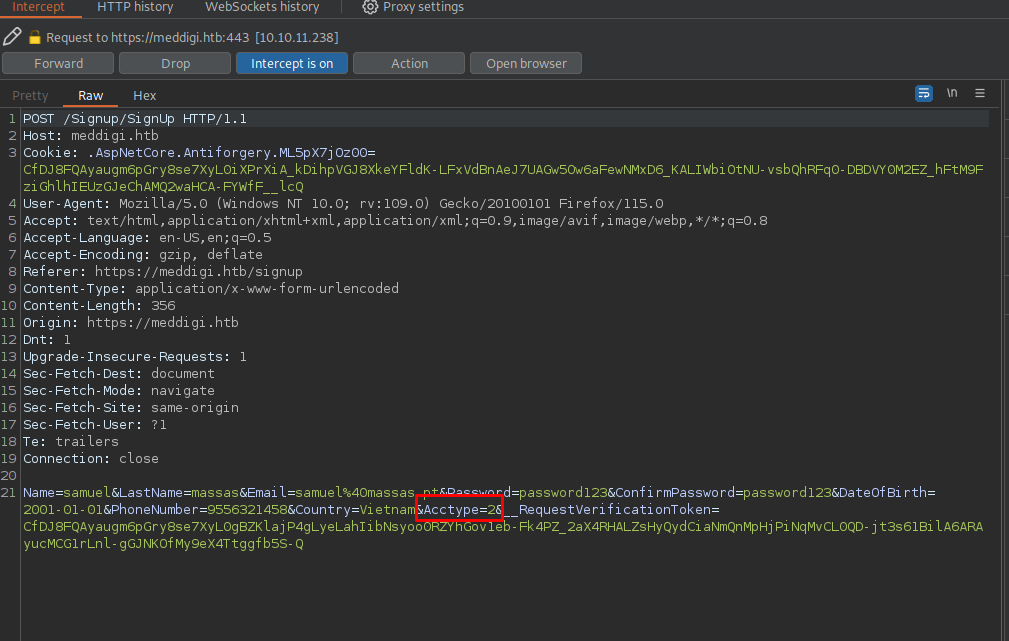 Intercept HTTP history WebSockets history Proxy settings
Request to https://meddigi.htb:443 [10.10.11.238]
Forward Drop Intercept is on Action Open browser
Pretty Raw Hex \n
1 POST /Signup/SignUp HTTP/1.1
2 Host: meddigi.htb
3 Cookie: .AspNetCore.Antiforgery.ML5pX7jOz00=
CfDJ8FQAyaugm6pGry8se7XyL0iXPrXiA_kDihpVGJ8XkeYFldK-LFxVdBnAeJ7UAGw5Ow6aFewNMxD6_KALIWbiOtNU-vsbQhRFqO-DBDVY0M2EZ_hFtM9F
ziGhlhIEUzGJeChAMQ2waHCA-FYWfF__lcQ
4 User-Agent: Mozilla/5.0 (Windows NT 10.0; rv:109.0) Gecko/20100101 Firefox/115.0
5 Accept: text/html,application/xhtml+xml,application/xml;q=0.9,image/avif,image/webp,*/*;q=0.8
6 Accept-Language: en-US,en;q=0.5
7 Accept-Encoding: gzip, deflate
8 Referer: https://meddigi.htb/signup
9 Content-Type: application/x-www-form-urlencoded
10 Content-Length: 356
11 Origin: https://meddigi.htb
12 Dnt: 1
13 Upgrade-Insecure-Requests: 1
14 Sec-Fetch-Dest: document
15 Sec-Fetch-Mode: navigate
16 Sec-Fetch-Site: same-origin
17 Sec-Fetch-User: ?1
18 Te: trailers
19 Connection: close
20
21 Name=samuel&LastName=massas&Email=samuel%40massas.pt&Password=password123&ConfirmPassword=password123&DateOfBirth=
2001-01-01&PhoneNumber=9556321458&Country=Vietnam&Acctype=2&__RequestVerificationToken=
CfDJ8FQAyaugm6pGry8se7XyL0gBZKlajP4gLyeLahIibNsyoo0RZYhGov1eb-Fk4PZ_2aX4RHALZsHyQydCiaNmQnMpHjPiNqMvCL0QD-jt3s61BilA6ARA
yucMCG1rLnl-gGJNKOfMy9eX4Ttggfb5S-Q